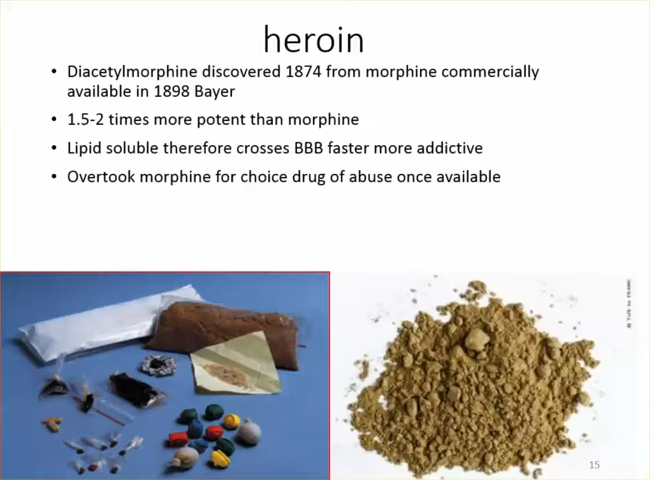 heroin
• Diacetylmorphine discovered 1874 from morphine commercially
available in 1898 Bayer
• 1.5-2 times more potent than morphine
• Lipid soluble therefore crosses BBB faster more addictive
• Overtook morphine for choice drug of abuse once available
15